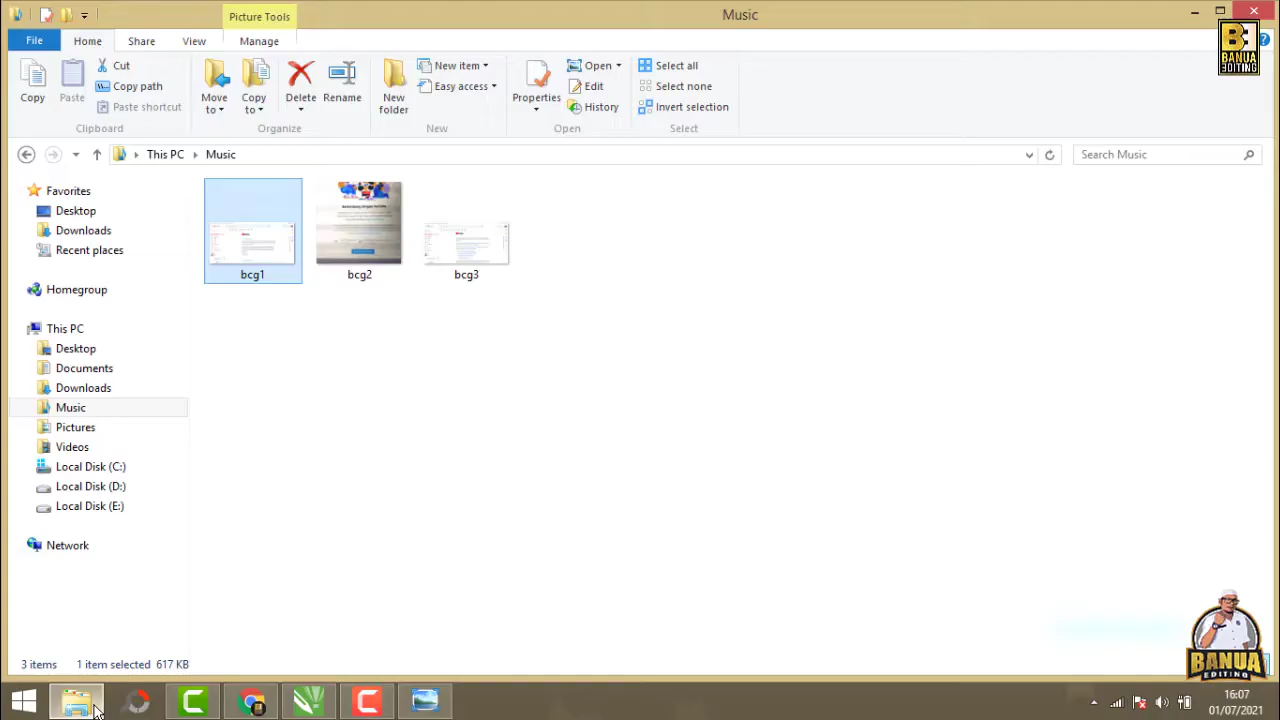 Picture Tools
Music
File
Home
Share
View
Manage
BE
BANUA
EDITING
Copy
Paste
Cut
Copy path
Paste shortcut
Clipboard
Move to
Copy to
Delete
Rename
Organize
New folder
New item
Easy access
New
Properties
Open
Edit
History
Open
Select all
Select none
Invert selection
Select
This PC
Music
Search Music
Favorites
Desktop
Downloads
Recent places
Homegroup
This PC
Desktop
Documents
Downloads
Music
Pictures
Videos
Local Disk (C:)
Local Disk (D:)
Local Disk (E:)
Network
bcg1
bcg2
bcg3
3 items
1 item selected 617 KB
BANUA
EDITING
16:07
01/07/2021